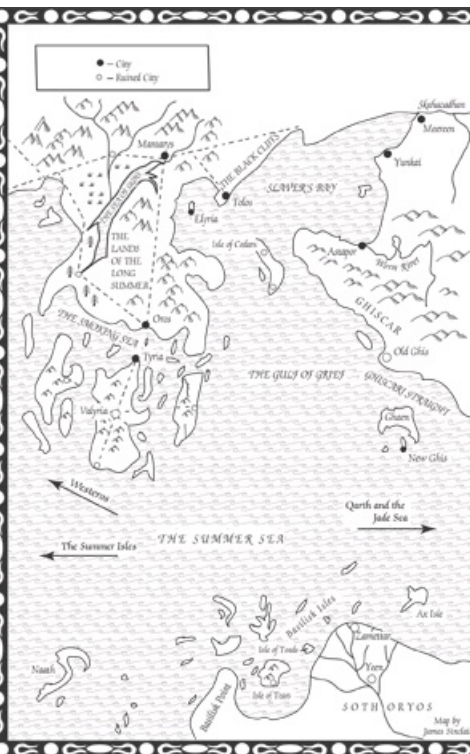 – City
– Ruined City
Skahazadhan
Meereen
Mantarys
THE BLACK CLIFFS
Yunkai
SLAVER'S BAY
Tolos
Elyria
THE
LANDS
OF THE
LONG
SUMMER
Isle of Cedars
Astapor
Worm River
GHISCAR
Oros
THE SMOKING SEA
Tyria
Old Ghis
THE GULF OF GRIEF
GHISCARI STRAIGHT
Valyria
Ghaen
New Ghis
Westeros
Qarth and the
Jade Sea
THE SUMMER SEA
The Summer Isles
Basilisk Isles
Ax Isle
Zamettar
Isle of Toads
Naath
Yeen
Isle of Tears
Basilisk Point
SOTHORYOS
Map by
James Sinclair